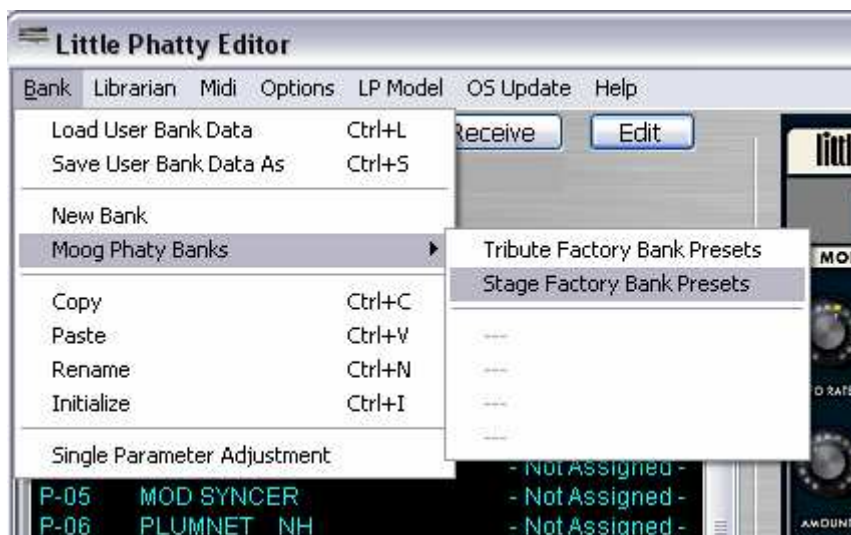 Little Phatty Editor
Bank Librarian Midi Options LP Model OS Update Help
Load User Bank Data Ctrl+L
Save User Bank Data As Ctrl+S
Receive Edit
New Bank
Moog Phaty Banks
Tribute Factory Bank Presets
Stage Factory Bank Presets
Copy Ctrl+C
Paste Ctrl+V
Rename Ctrl+N
Initialize Ctrl+I
---
---
---
---
Single Parameter Adjustment
- Not Assigned -
P-05 MOD SYNCER - Not Assigned -
P-06 PLUMNET NH - Not Assigned -
AMOUN